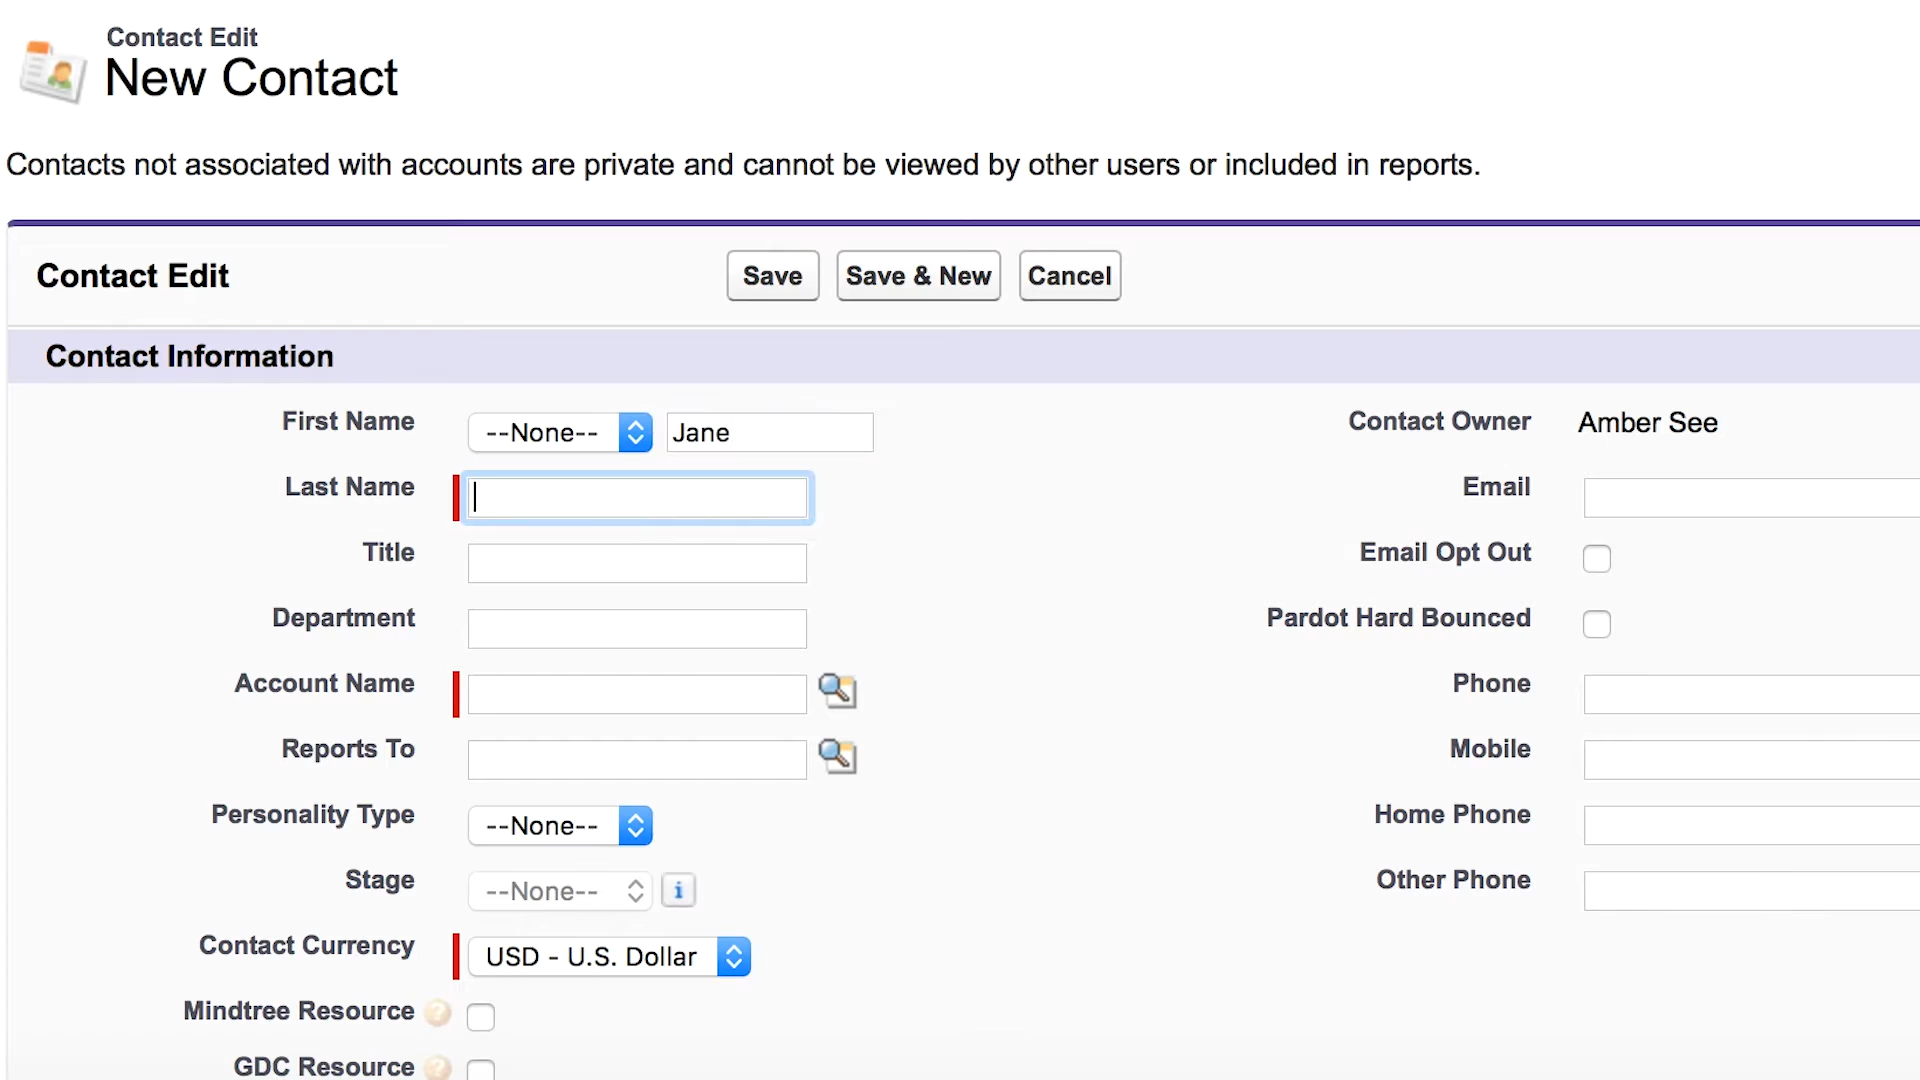 Contact Edit
New Contact
Contacts not associated with accounts are private and cannot be viewed by other users or included in reports.
Contact Edit
Save
Save & New
Cancel
Contact Information
First Name
--None--
Jane
Contact Owner
Amber See
Last Name
Email
Title
Email Opt Out
Department
Pardot Hard Bounced
Account Name
Phone
Reports To
Mobile
Personality Type
--None--
Home Phone
Stage
--None--
i
Other Phone
Contact Currency
USD - U.S. Dollar
Mindtree Resource
?
GDC Resource
?